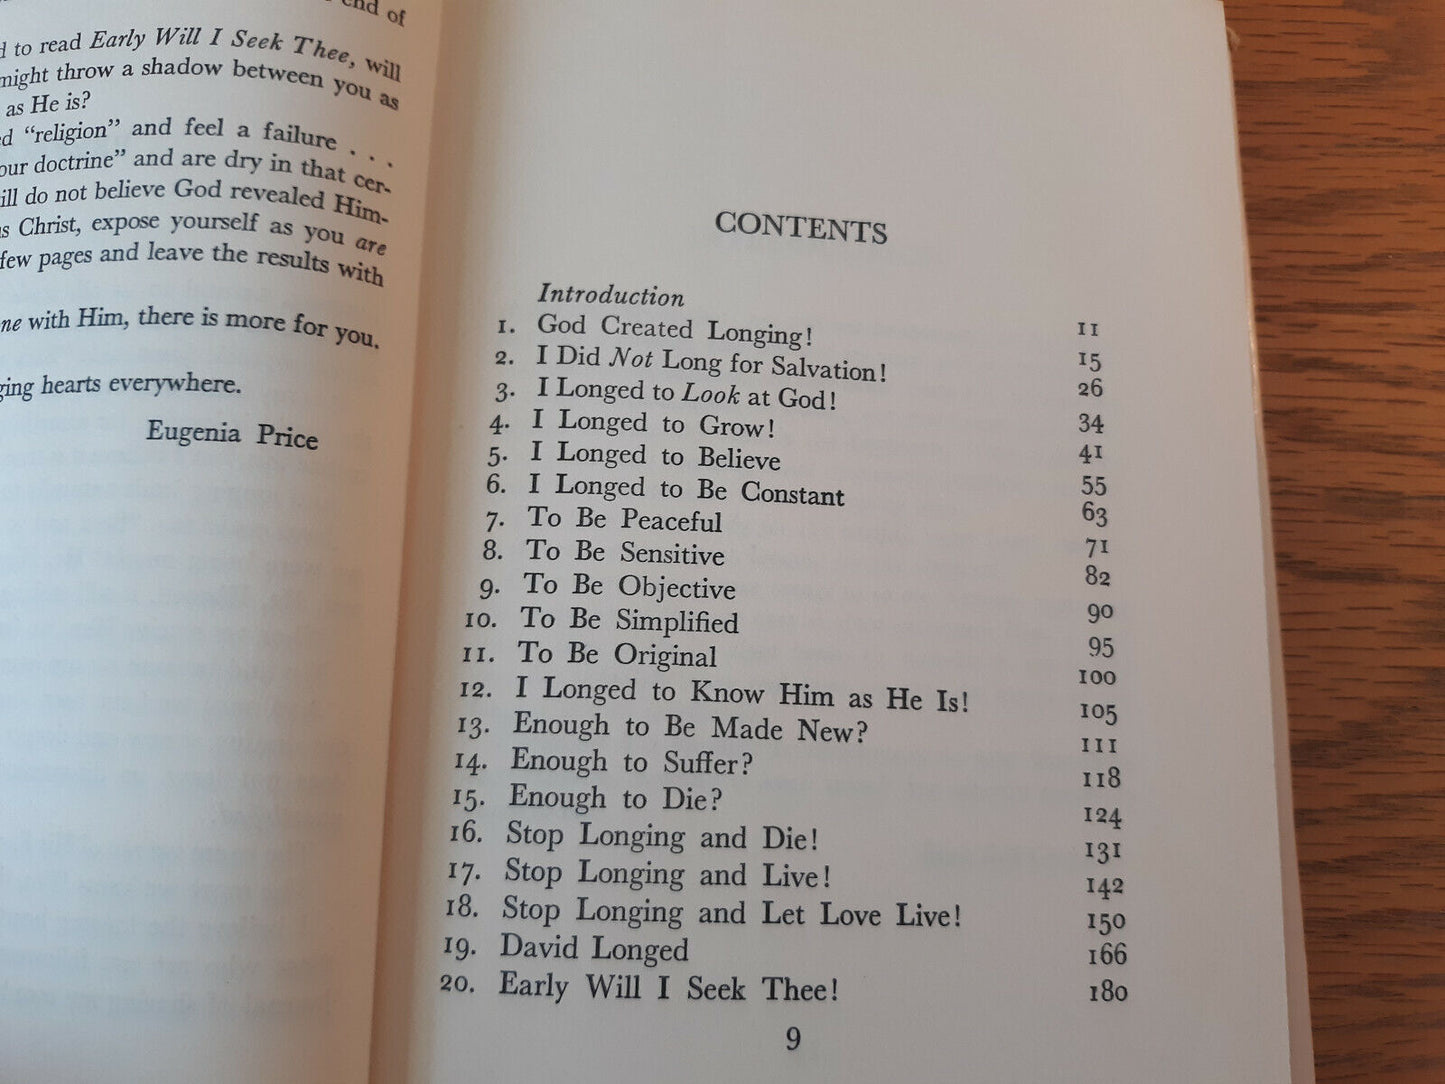 end of
d to read Early Will I Seek Thee, will
might throw a shadow between you as
as He is?
ed “religion” and feel a failure . . .
our doctrine” and are dry in that cer-
ill do not believe God revealed Him-
s Christ, expose yourself as you are
few pages and leave the results with
ne with Him, there is more for you.
ging hearts everywhere.
Eugenia Price
CONTENTS
Introduction 11
1. God Created Longing! 15
2. I Did Not Long for Salvation! 26
3. I Longed to Look at God! 34
4. I Longed to Grow! 41
5. I Longed to Believe 55
6. I Longed to Be Constant 63
7. To Be Peaceful 71
8. To Be Sensitive 82
9. To Be Objective 90
10. To Be Simplified 95
11. To Be Original 100
12. I Longed to Know Him as He Is! 105
13. Enough to Be Made New? 111
14. Enough to Suffer? 118
15. Enough to Die? 124
16. Stop Longing and Die! 131
17. Stop Longing and Live! 142
18. Stop Longing and Let Love Live! 150
19. David Longed 166
20. Early Will I Seek Thee! 180
9